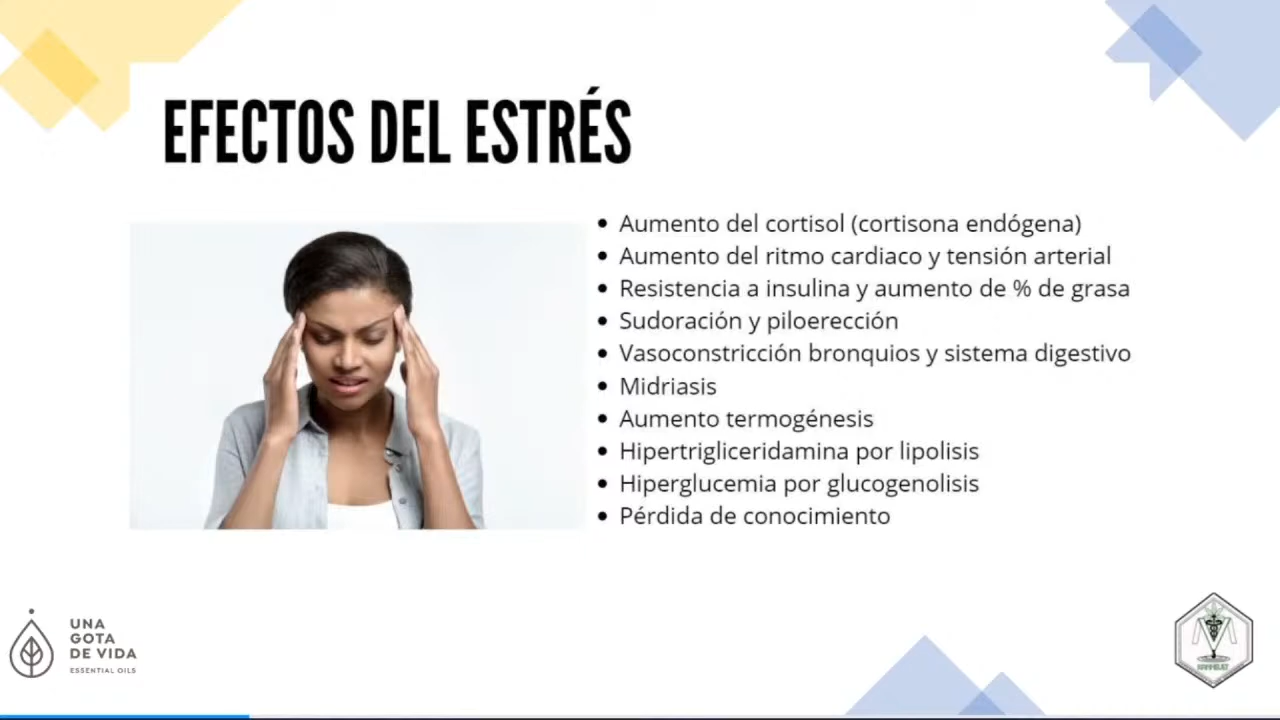 EFECTOS DEL ESTRÉS
Aumento del cortisol (cortisona endógena)
Aumento del ritmo cardiaco y tensión arterial
Resistencia a insulina y aumento de % de grasa
Sudoración y piloerección
Vasoconstricción bronquios y sistema digestivo
Midriasis
Aumento termogénesis
Hipertrigliceridamina por lipolisis
Hiperglucemia por glucogenolisis
Pérdida de conocimiento
UNA
GOTA
DE VIDA
ESSENTIAL OILS